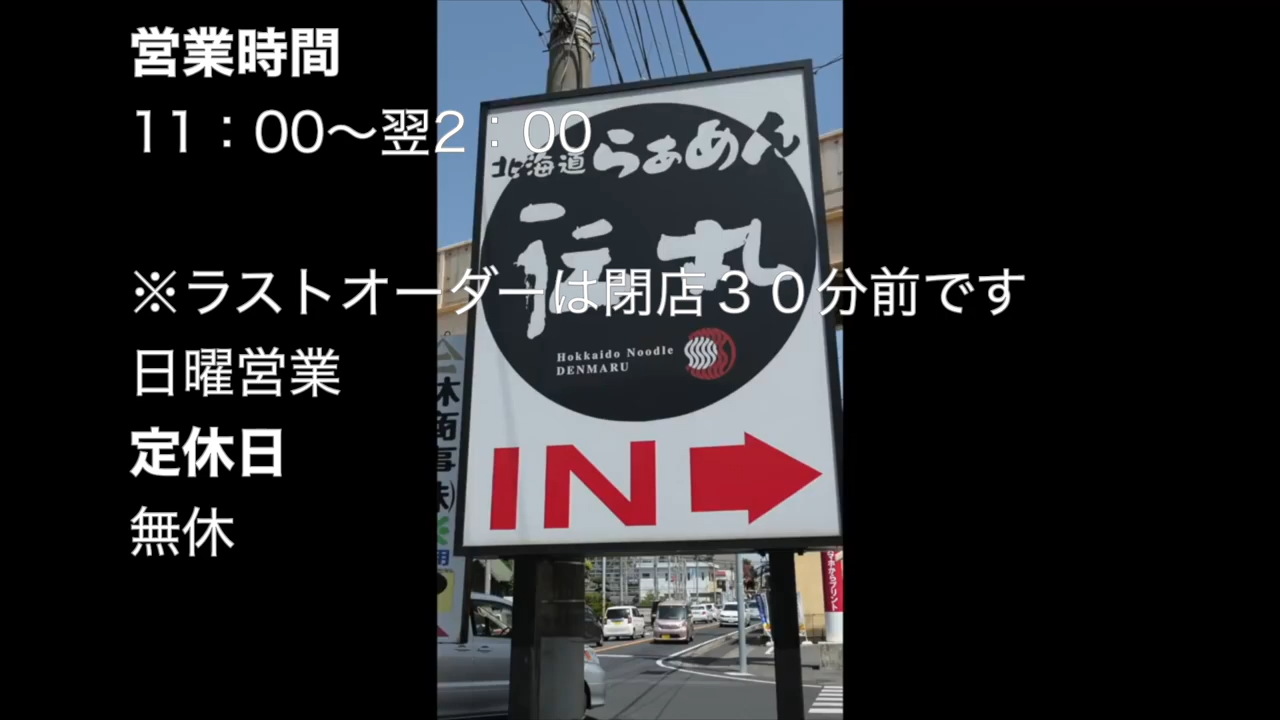 営業時間
11：00〜翌2：00
※ラストオーダーは閉店３０分前です
日曜営業
定休日
無休
北海道らぁめん
伝丸
Hokkaido Noodle
DENMARU
IN